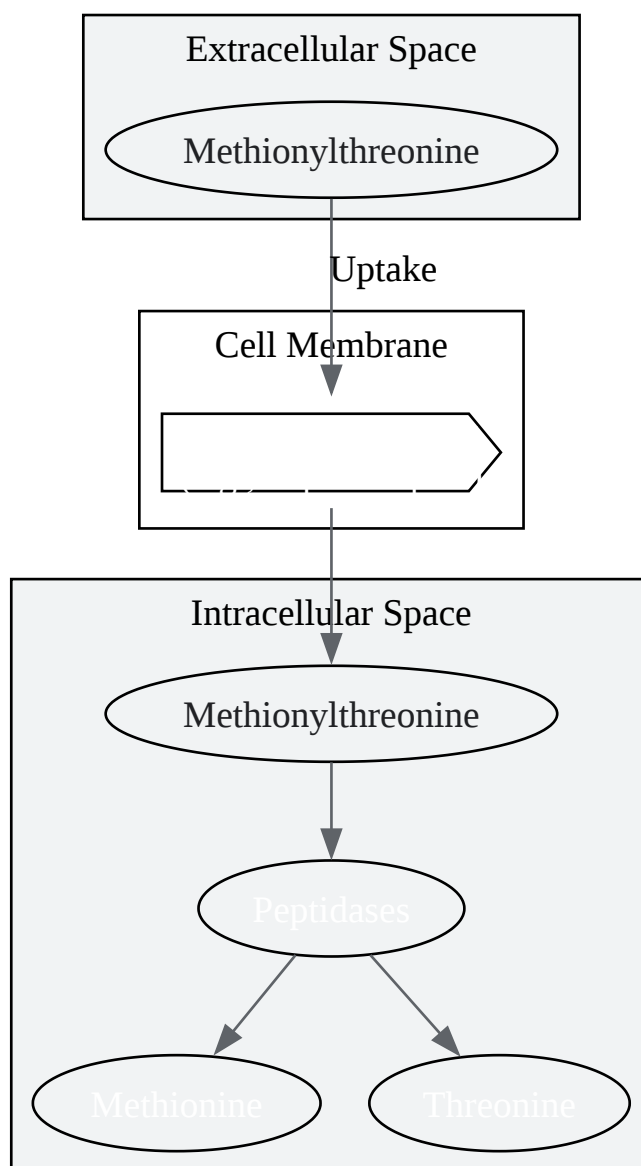 Extracellular Space
Methionylthreonine
Uptake
Cell Membrane
Intracellular Space
Methionylthreonine
Peptidases
Methionine
Threonine